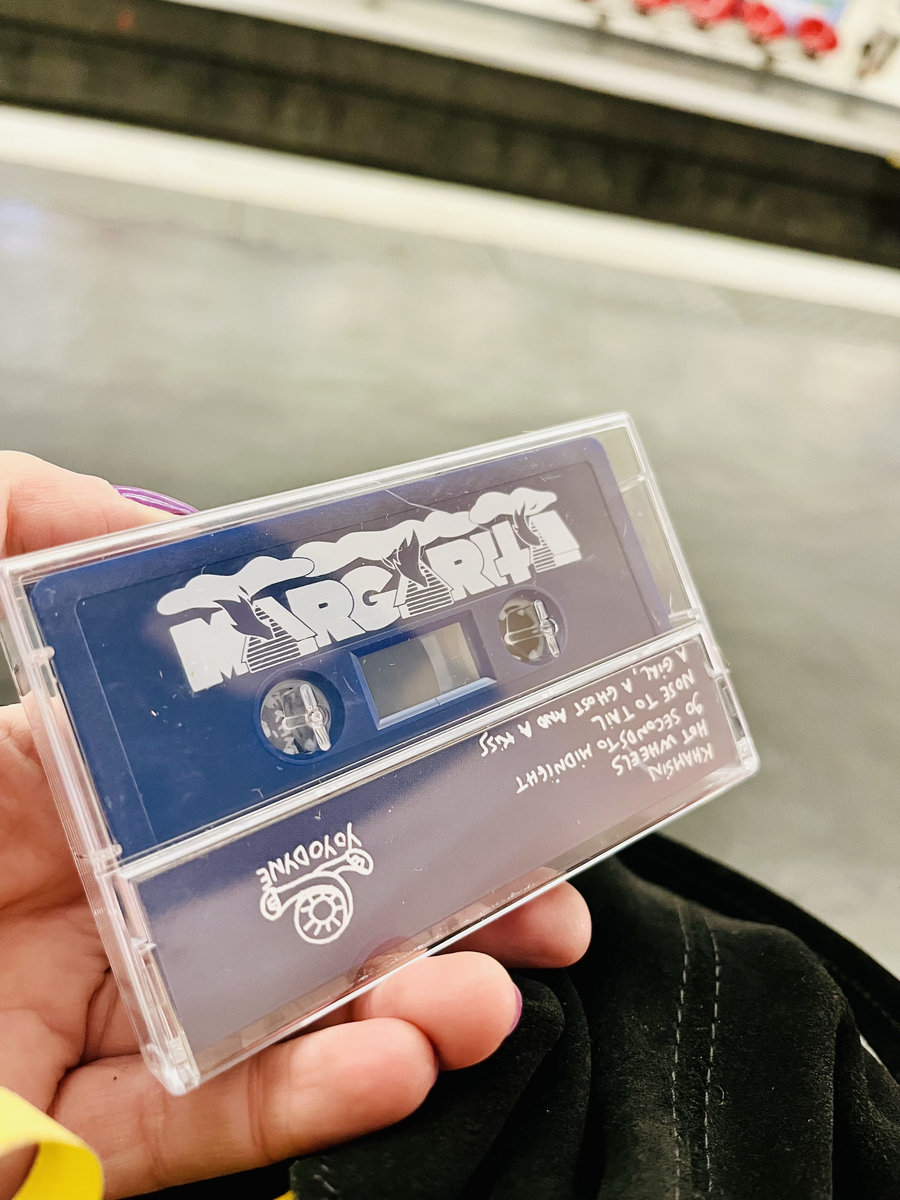 MARGARITA
KHAMSIN
HOT WHEELS
90 SECONDS TO MIDNIGHT
NOSE TO TAIL
A GIRL, A GHOST AND A KISS
YOYODYNE